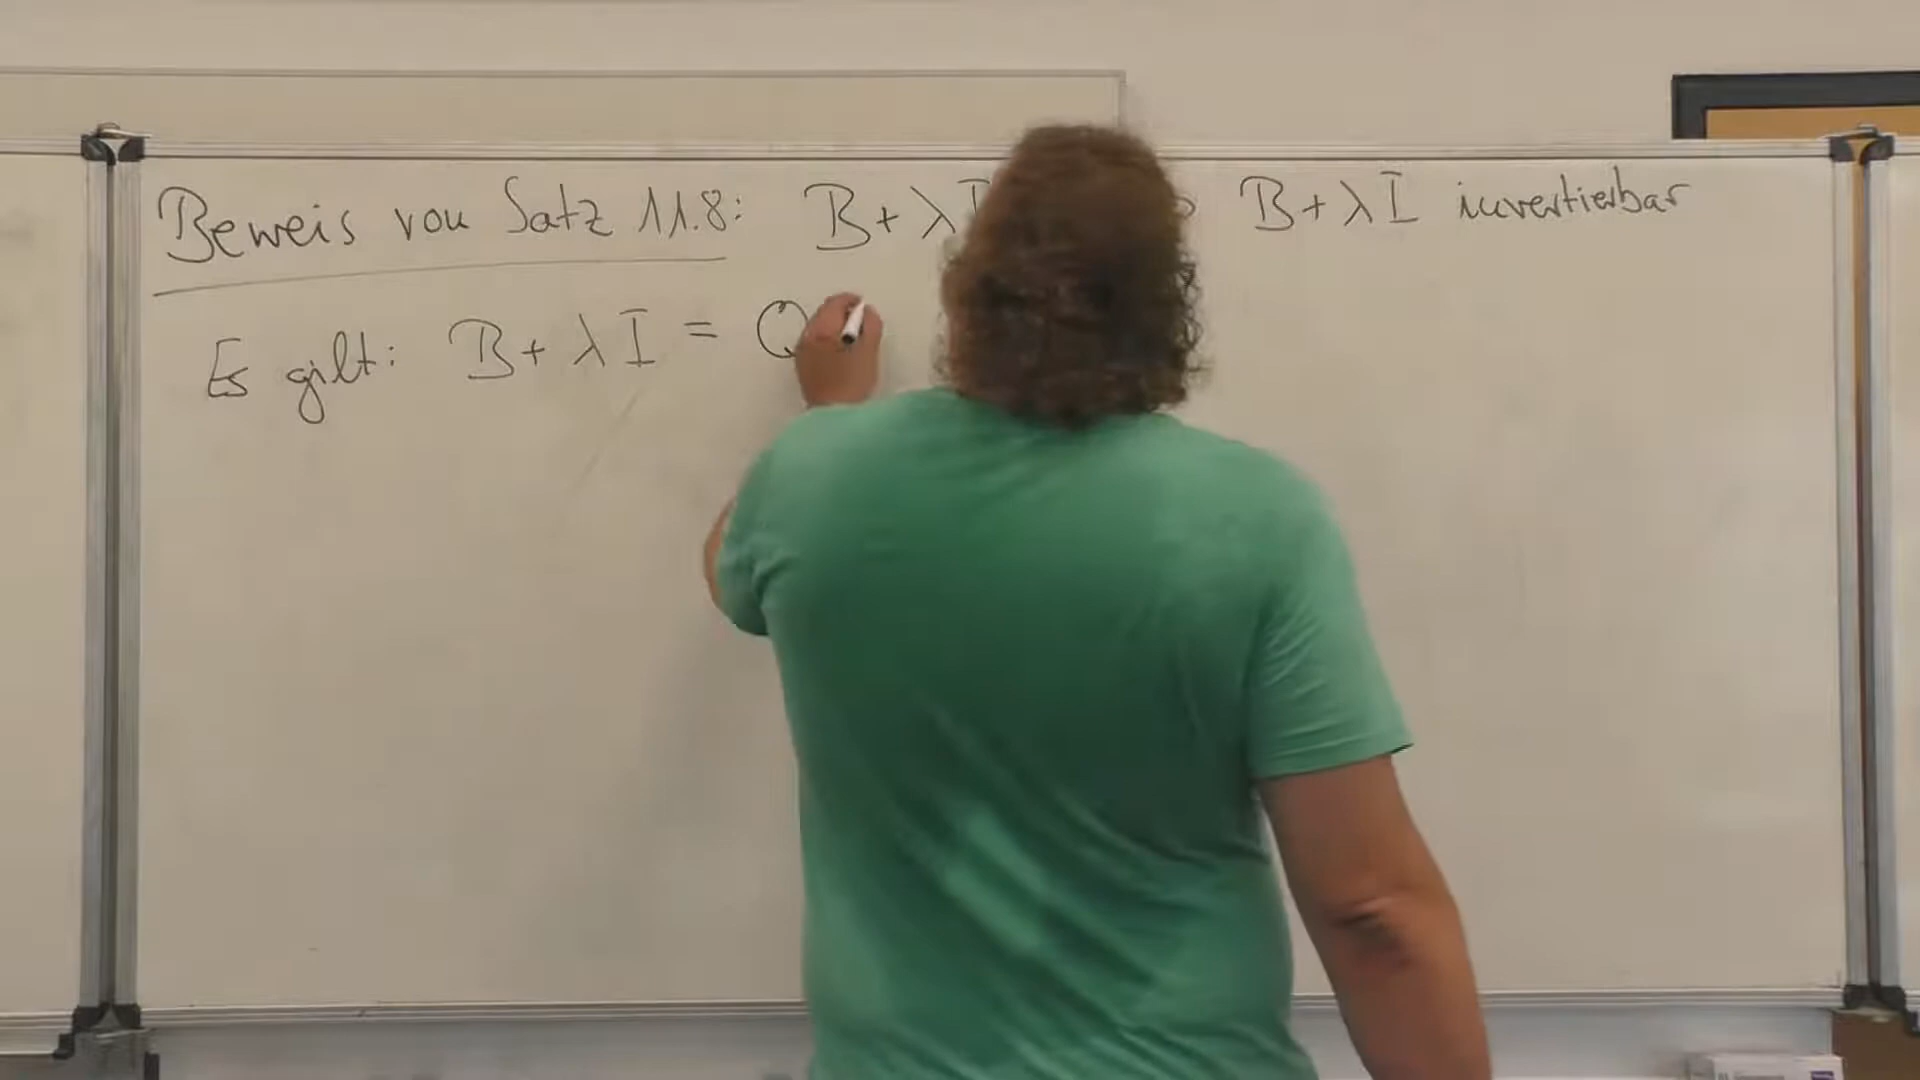 Beweis von Satz 11.8: B + λI B + λI invertierbar
Es gilt: B + λI = Q